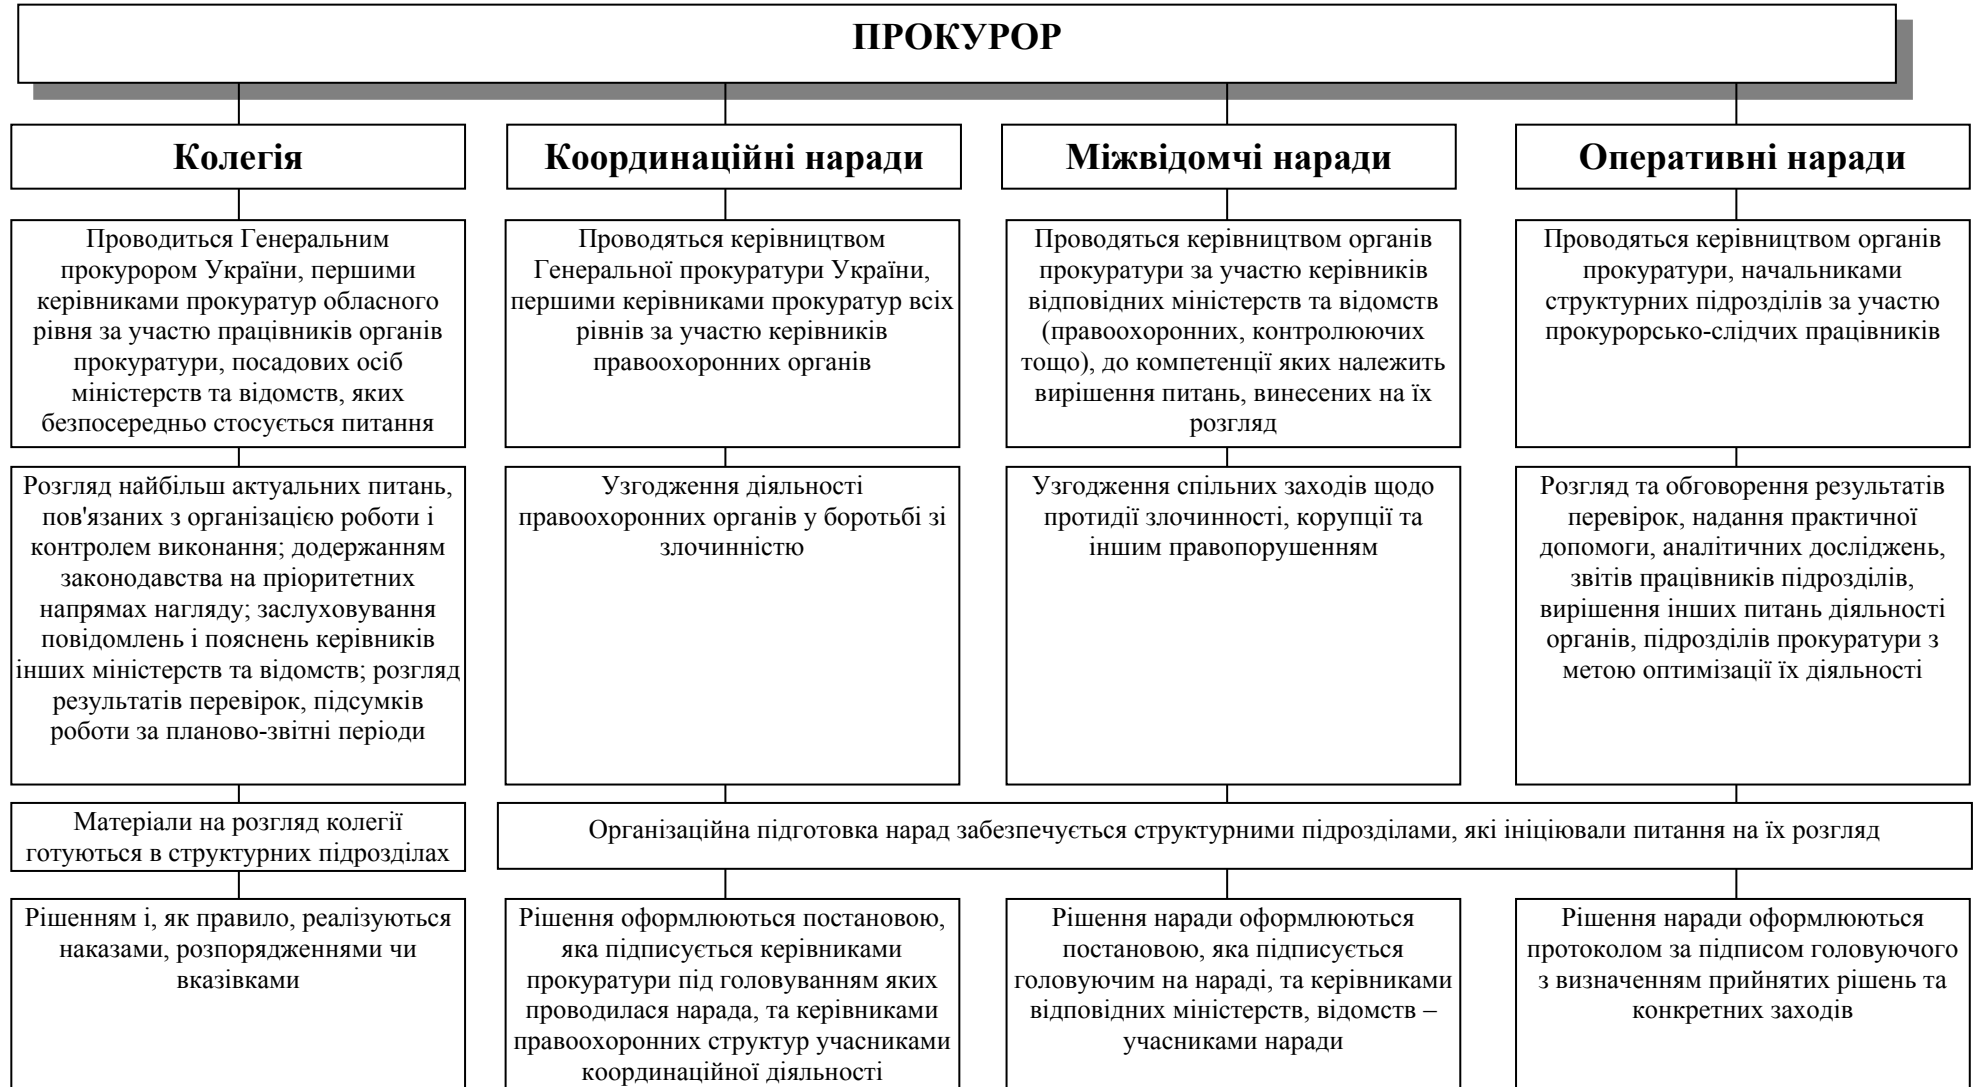 ПРОКУРОР
Колегія
Координаційні наради
Міжвідомчі наради
Оперативні наради
Проводиться Генеральним
прокурором України, першими
керівниками прокуратур обласного
рівня за участю працівників органів
прокуратури, посадових осіб
міністерств та відомств, яких
безпосередньо стосується питання
Проводяться керівництвом
Генеральної прокуратури України,
першими керівниками прокуратур всіх
рівнів за участю керівників
правоохоронних органів
Проводяться керівництвом органів
прокуратури за участю керівників
відповідних міністерств та відомств
(правоохоронних, контролюючих
тощо), до компетенції яких належить
вирішення питань, винесених на їх
розгляд
Проводяться керівництвом органів
прокуратури, начальниками
структурних підрозділів за участю
прокурорсько-слідчих працівників
Розгляд найбільш актуальних питань,
пов'язаних з організацією роботи і
контролем виконання; додержанням
законодавства на пріоритетних
напрямах нагляду; заслуховування
повідомлень і пояснень керівників
інших міністерств та відомств; розгляд
результатів перевірок, підсумків
роботи за планово-звітні періоди
Узгодження діяльності
правоохоронних органів у боротьбі зі
злочинністю
Узгодження спільних заходів щодо
протидії злочинності, корупції та
іншим правопорушенням
Розгляд та обговорення результатів
перевірок, надання практичної
допомоги, аналітичних досліджень,
звітів працівників підрозділів,
вирішення інших питань діяльності
органів, підрозділів прокуратури з
метою оптимізації їх діяльності
Матеріали на розгляд колегії
готуються в структурних підрозділах
Організаційна підготовка нарад забезпечується структурними підрозділами, які ініціювали питання на їх розгляд
Рішенням і, як правило, реалізуються
наказами, розпорядженнями чи
вказівками
Рішення оформлюються постановою,
яка підписується керівниками
прокуратури під головуванням яких
проводилася нарада, та керівниками
правоохоронних структур учасниками
координаційної діяльності
Рішення наради оформлюються
постановою, яка підписується
головуючим на нараді, та керівниками
відповідних міністерств, відомств –
учасниками наради
Рішення наради оформлюються
протоколом за підписом головуючого
з визначенням прийнятих рішень та
конкретних заходів